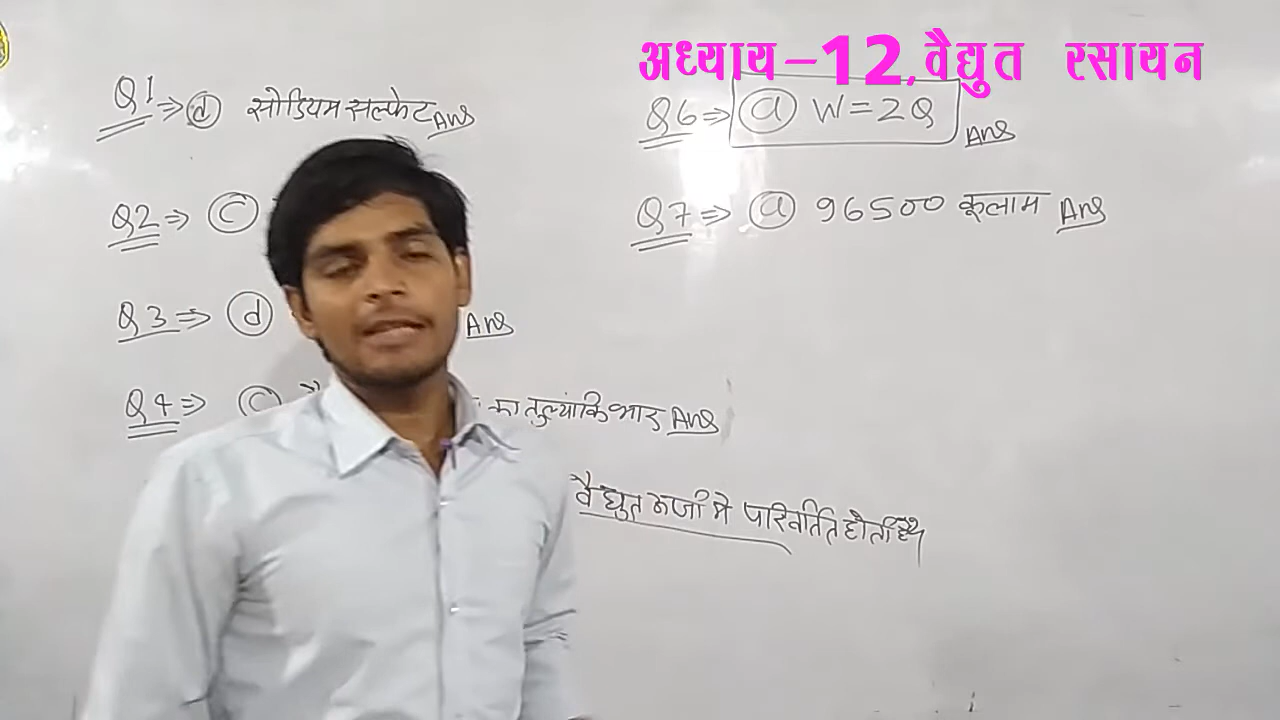 अध्याय-12,वैद्युत रसायन
Q1⇒ (d) सोडियम सल्फेट Ans
Q2⇒ (C)
Q3⇒ (d) Ans
Q4⇒ (C) का तुल्यांकि भार Ans
वैद्युत ऊर्जा मे परिवर्तित होती है
Q6⇒ (a) W=2Q Ans
Q7⇒ (a) 96500 कूलाम Ans